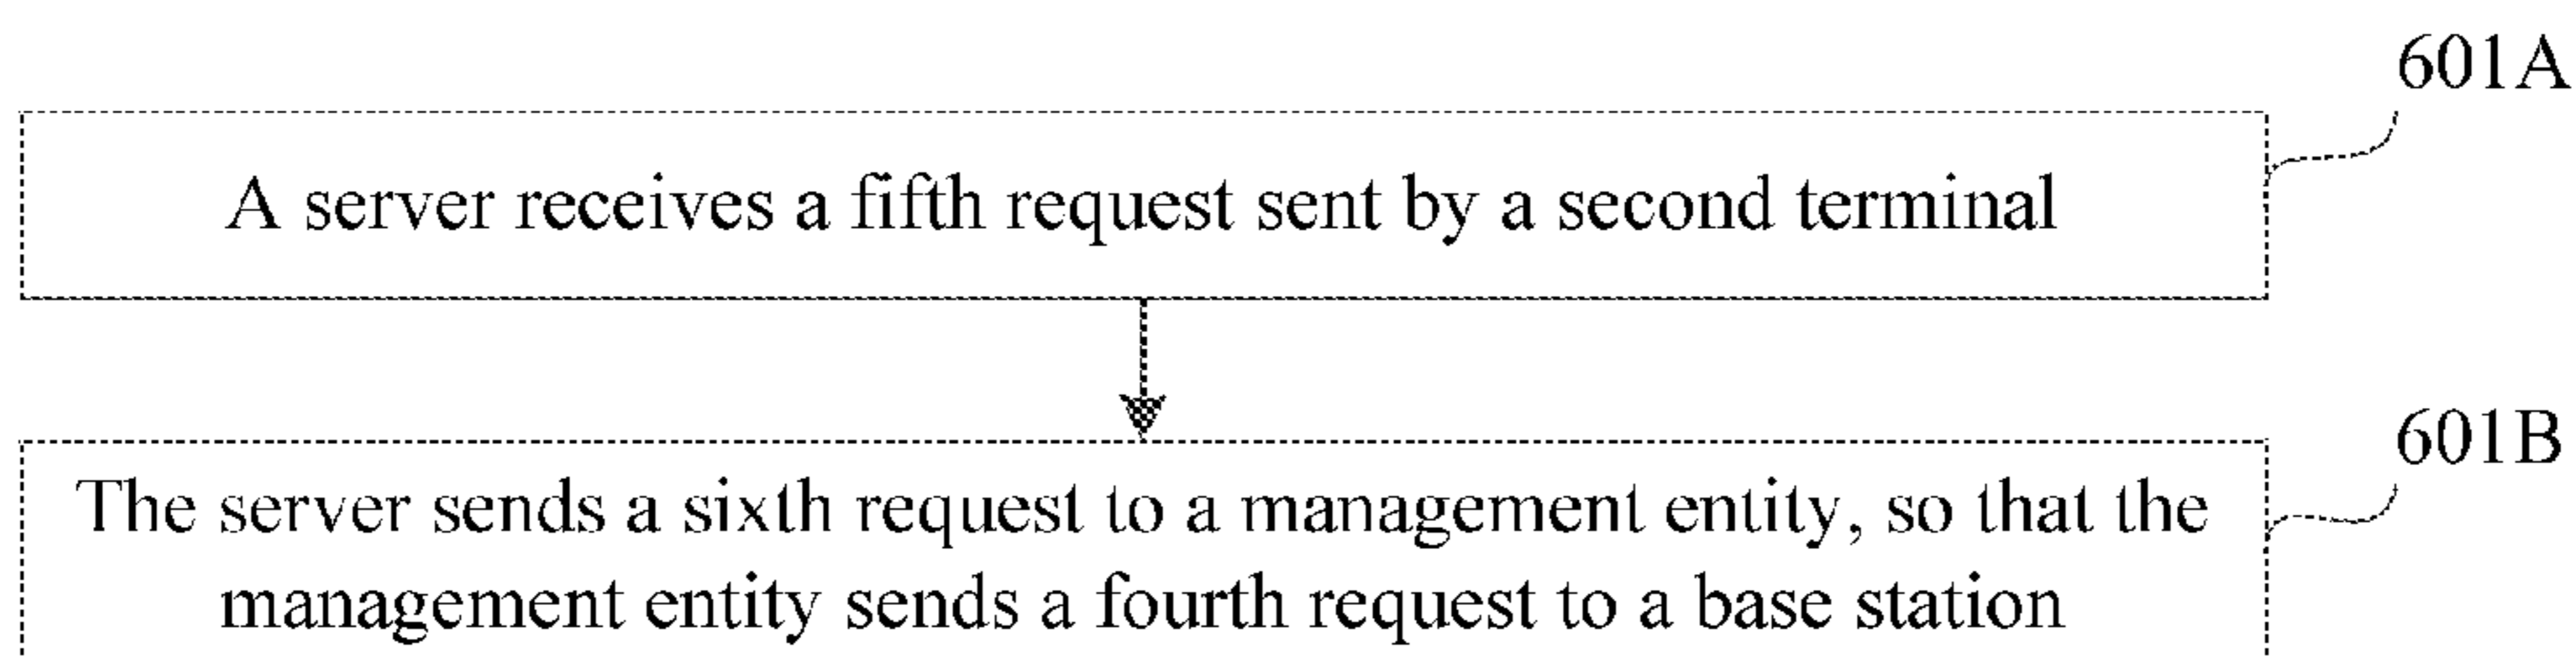 601A
A server receives a fifth request sent by a second terminal
601B
The server sends a sixth request to a management entity, so that the
management entity sends a fourth request to a base station